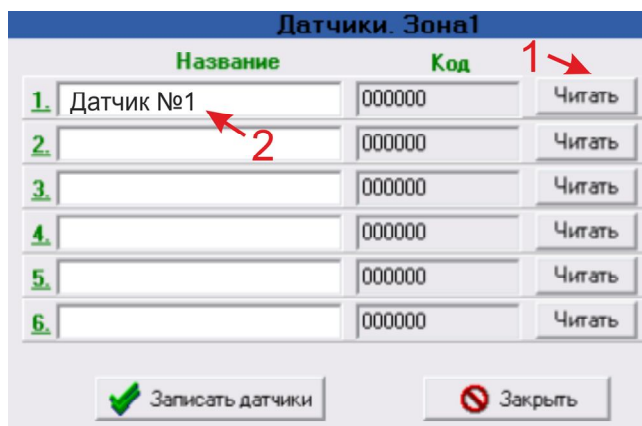 Датчики. Зона1
Название Код 1
1. Датчик №1 000000 Читать
2
2. 000000 Читать
3. 000000 Читать
4. 000000 Читать
5. 000000 Читать
6. 000000 Читать
Записать датчики Закрыть